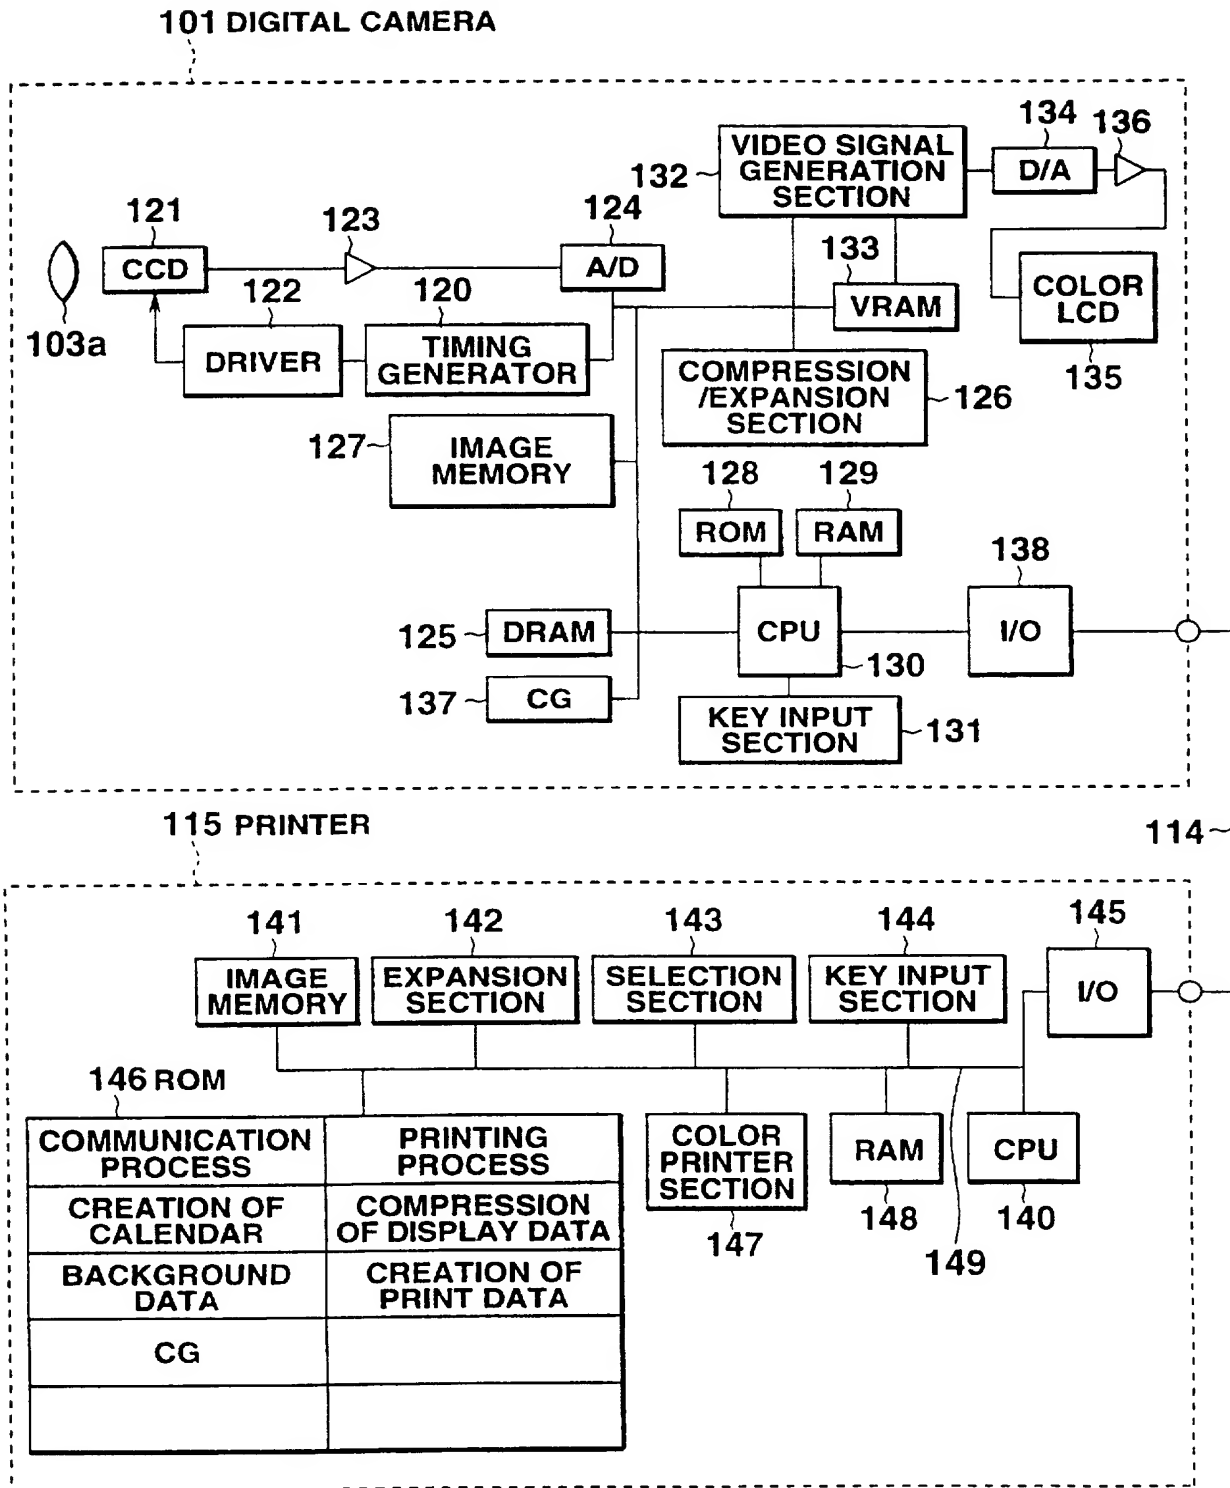 101 DIGITAL CAMERA
134
136
VIDEO SIGNAL
GENERATION
SECTION
132
D/A
121
123
124
CCD
A/D
133
VRAM
COLOR
LCD
135
103a
122
120
DRIVER
TIMING
GENERATOR
COMPRESSION
/EXPANSION
SECTION
126
127
IMAGE
MEMORY
128
129
ROM
RAM
138
125
DRAM
CPU
130
I/O
137
CG
KEY INPUT
SECTION
131
115 PRINTER
114
141
142
143
144
145
IMAGE
MEMORY
EXPANSION
SECTION
SELECTION
SECTION
KEY INPUT
SECTION
I/O
146 ROM
COMMUNICATION
PROCESS
PRINTING
PROCESS
CREATION OF
CALENDAR
COMPRESSION
OF DISPLAY DATA
BACKGROUND
DATA
CREATION OF
PRINT DATA
CG
COLOR
PRINTER
SECTION
147
RAM
148
CPU
140
149